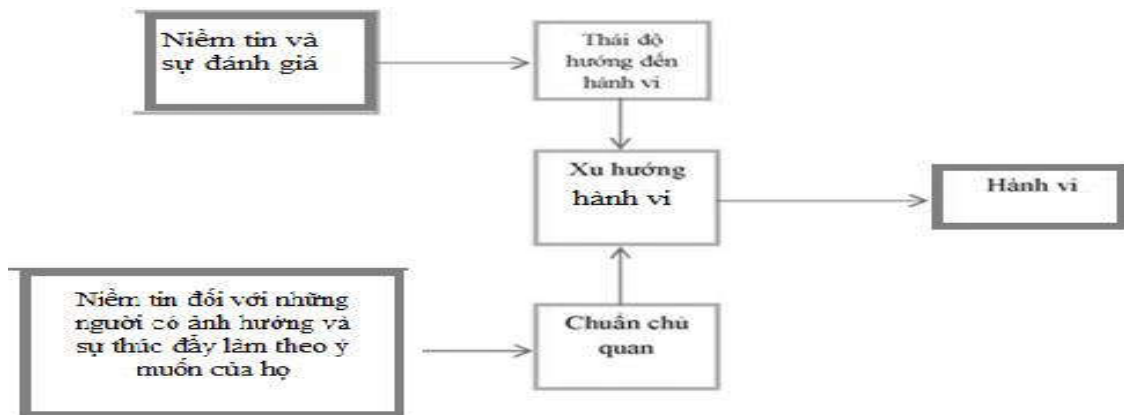 Niềm tin và
sự đánh giá
Thái độ
hướng đến
hành vi
Xu hướng
hành vi
Hành vi
Niềm tin đối với những
người có ảnh hưởng và
sự thúc đẩy làm theo ý
muốn của họ
Chuẩn chủ
quan